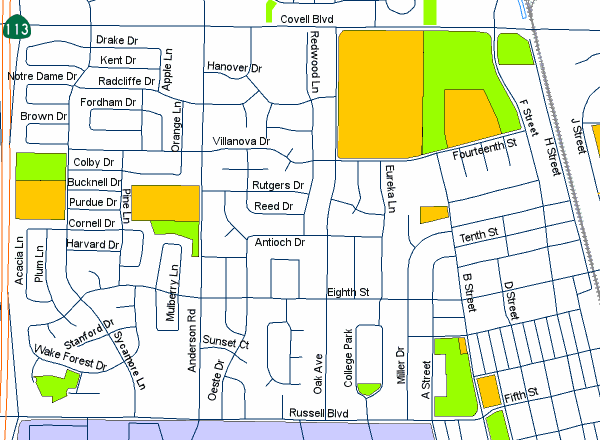 Covell Blvd
113
Drake Dr
Kent Dr
Notre Dame Dr
Radcliffe Dr
Apple Ln
Hanover Dr
Redwood Ln
Fordham Dr
Brown Dr
Orange Ln
Villanova Dr
F Street
H Street
J Street
Fourteenth St
Colby Dr
Bucknell Dr
Purdue Dr
Pine Ln
Cornell Dr
Harvard Dr
Rutgers Dr
Reed Dr
Eureka Ln
Antioch Dr
Tenth St
Acacia Ln
Plum Ln
Mulberry Ln
Eighth St
B Street
D Street
Anderson Rd
Stanford Dr
Sycamore Ln
Wake Forest Dr
Sunset Ct
Oeste Dr
Oak Ave
College Park
Miller Dr
A Street
Fifth St
Russell Blvd